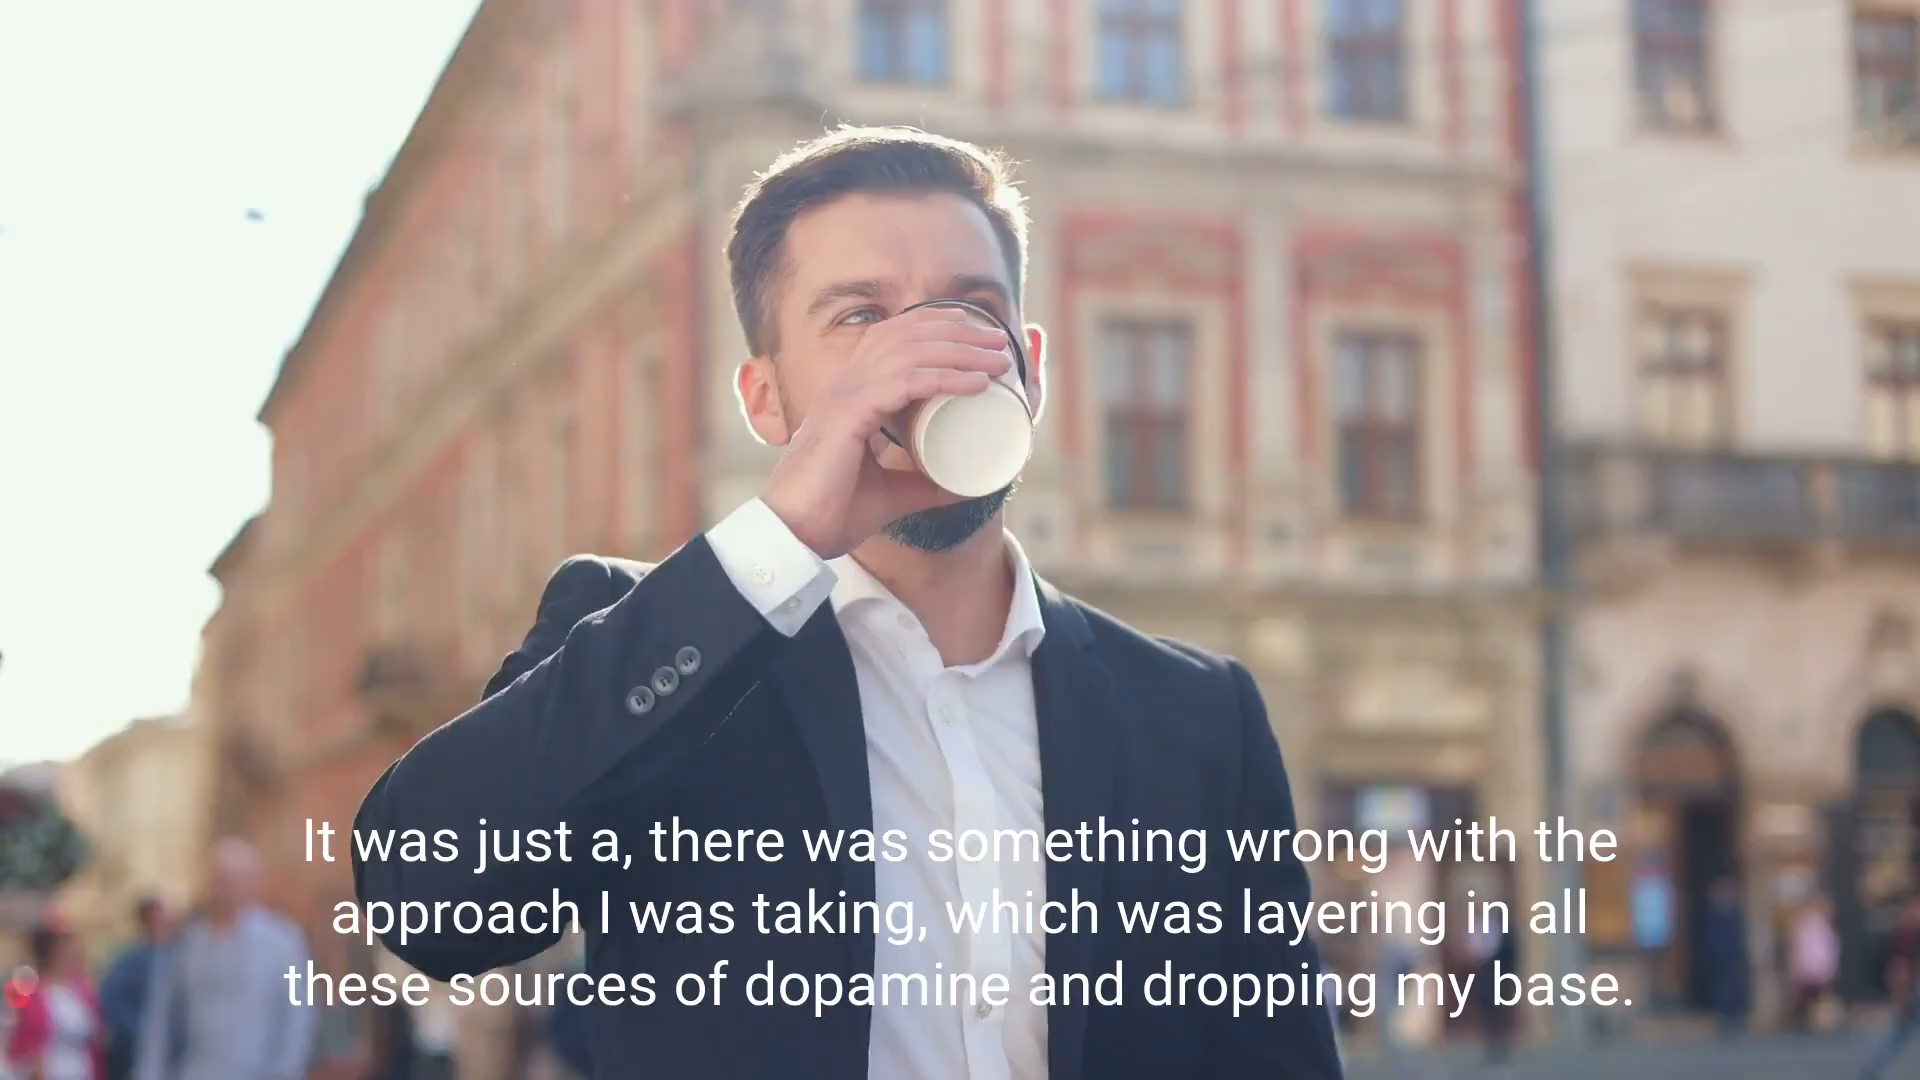 It was just a, there was something wrong with the
approach I was taking, which was layering in all
these sources of dopamine and dropping my base.